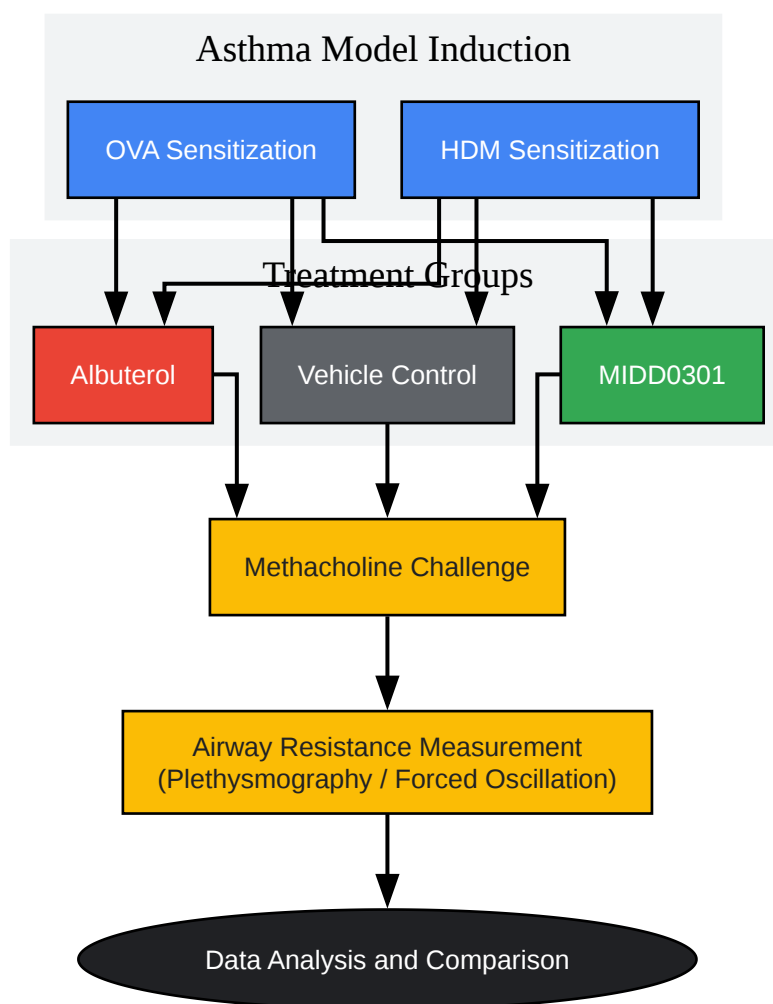 Asthma Model Induction
OVA Sensitization
HDM Sensitization
Treatment Groups
Albuterol
Vehicle Control
MIDD0301
Methacholine Challenge
Airway Resistance Measurement
(Plethysmography / Forced Oscillation)
Data Analysis and Comparison